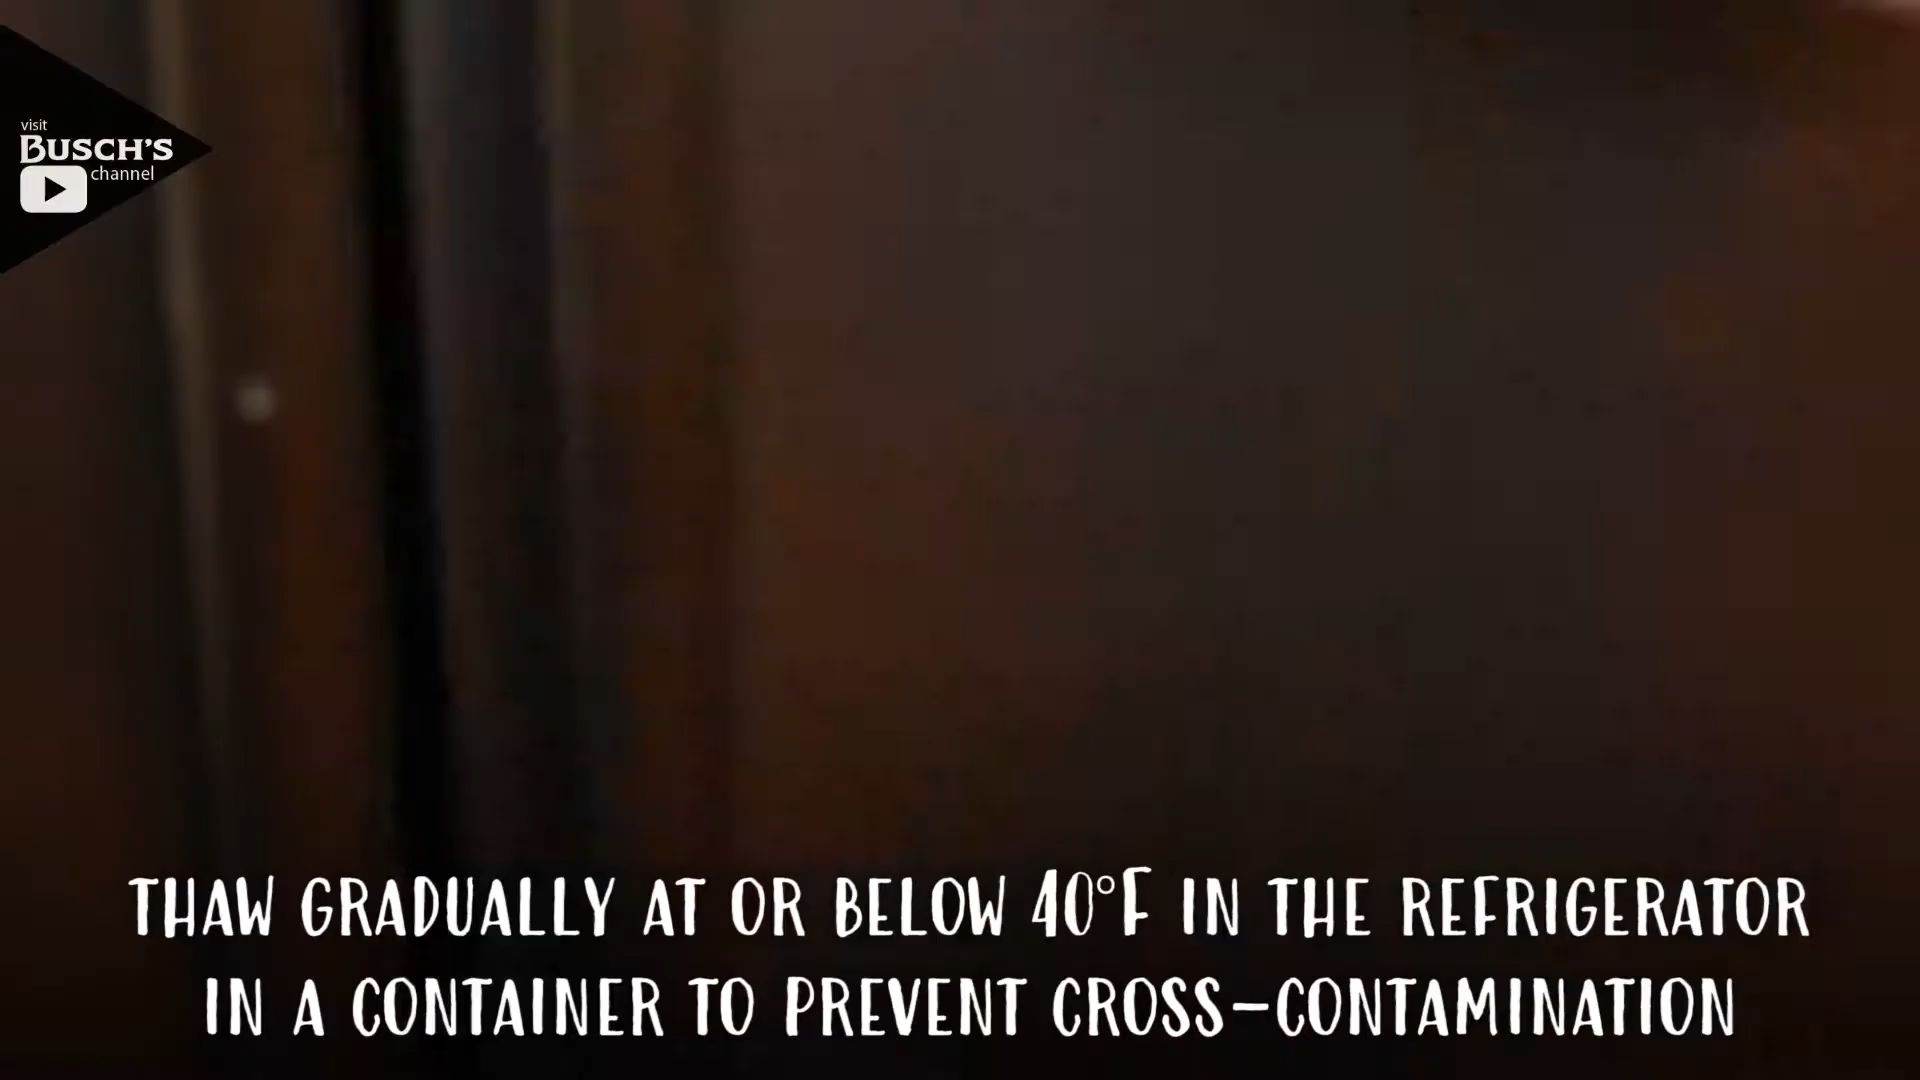 visit
BUSCH'S
channel
THAW GRADUALLY AT OR BELOW 40°F IN THE REFRIGERATOR
IN A CONTAINER TO PREVENT CROSS-CONTAMINATION